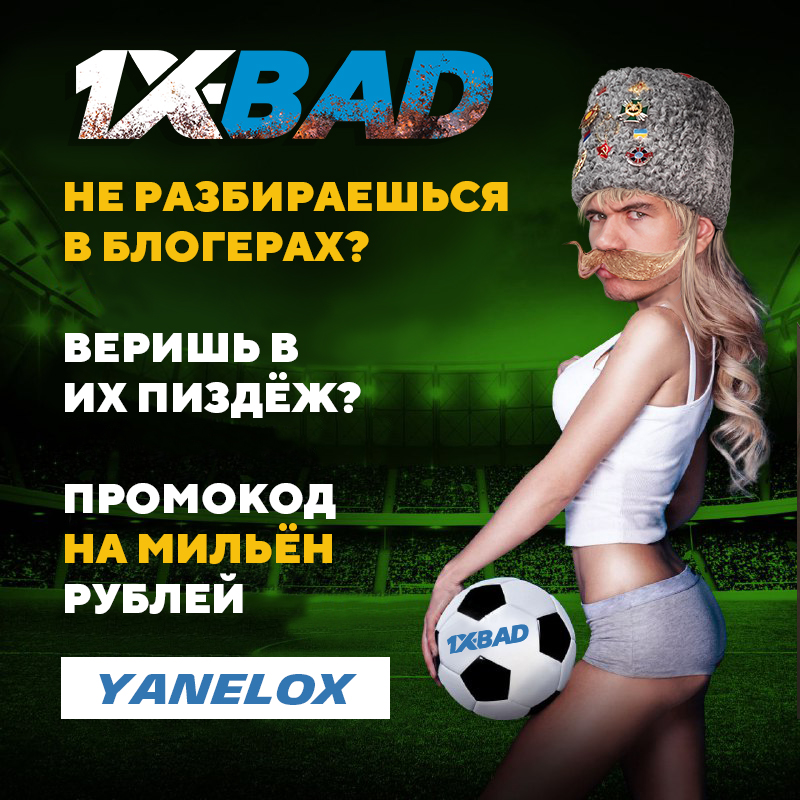 1X-BAD
НЕ РАЗБИРАЕШЬСЯ
В БЛОГЕРАХ?
ВЕРИШЬ В
ИХ ПИЗДЁЖ?
ПРОМОКОД
НА МИЛЬЁН
РУБЛЕЙ
YANELOX
1XBAD